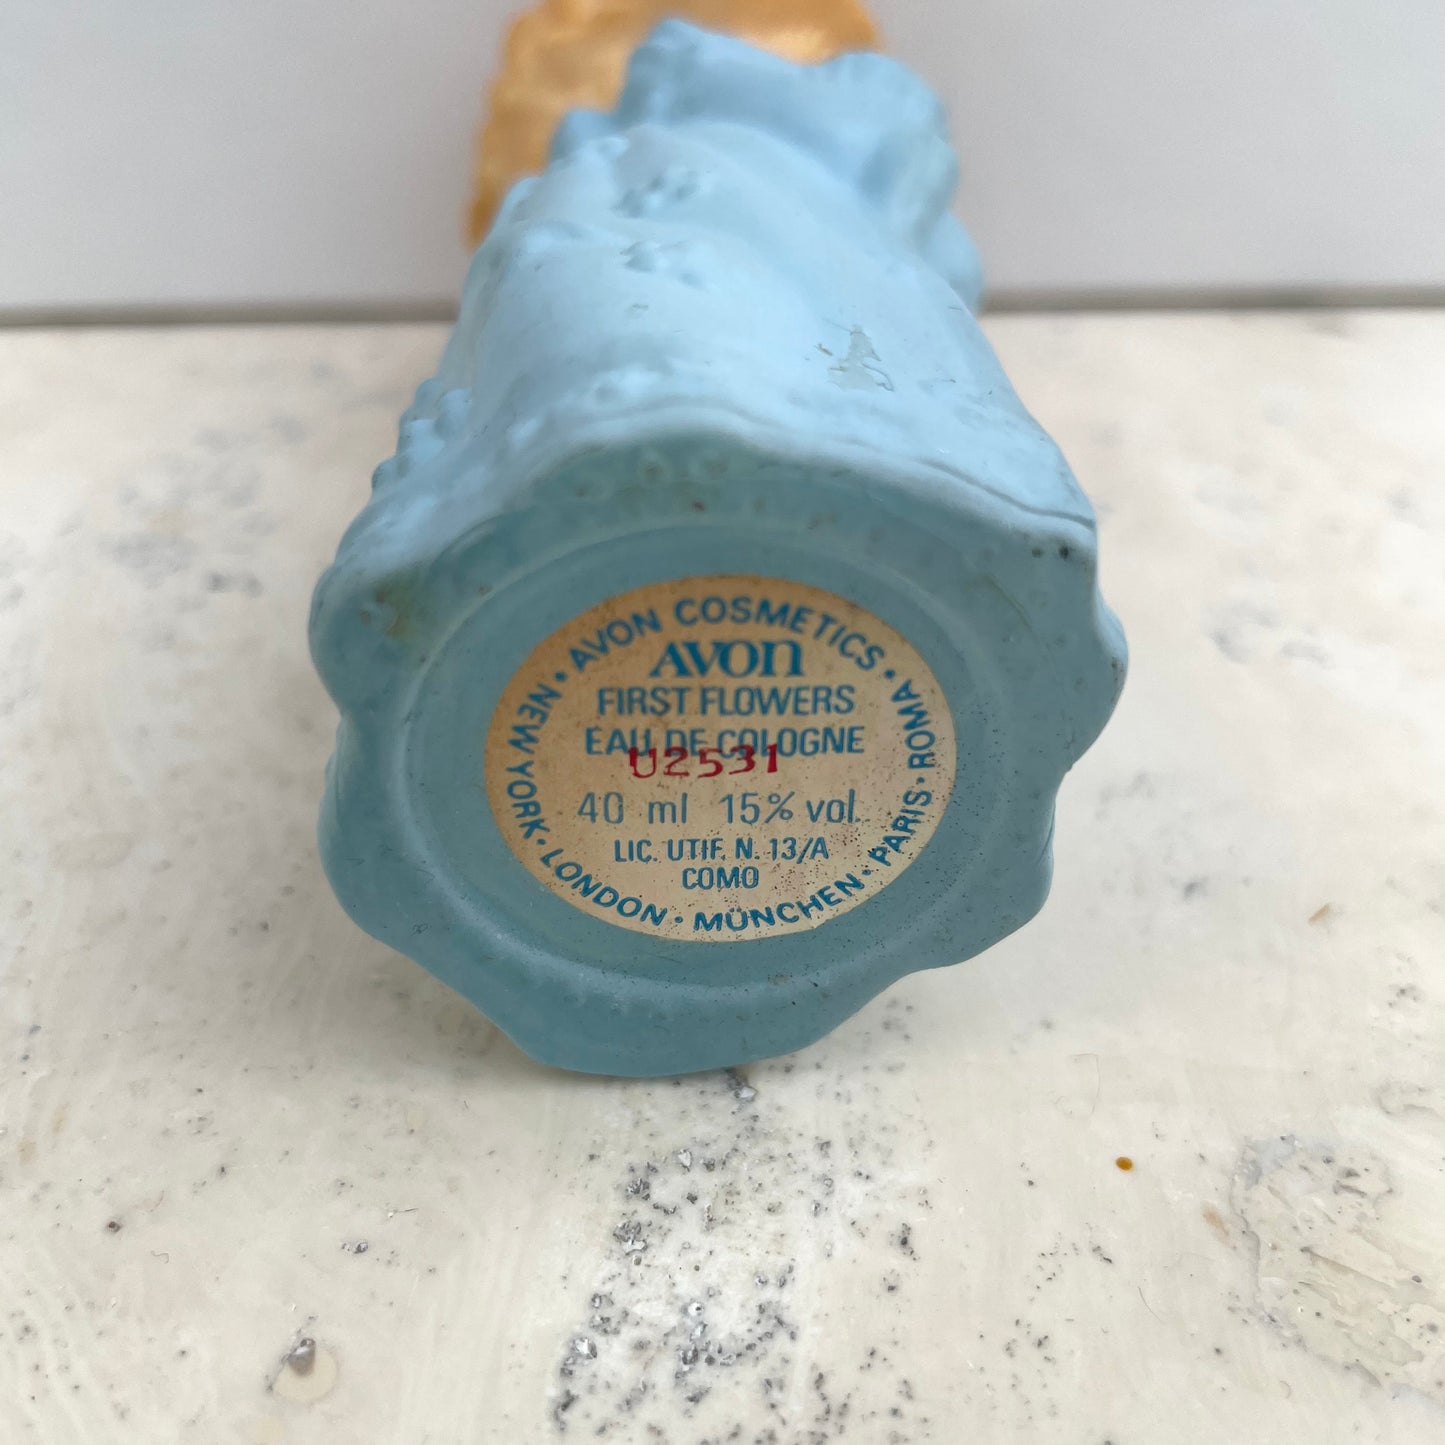 • AVON COSMETICS • ROMA • PARIS • MÜNCHEN • LONDON • NEW YORK
AVON
FIRST FLOWERS
EAU DE COLOGNE
U2531
40 ml 15% vol.
LIC. UTIF. N. 13/A
COMO